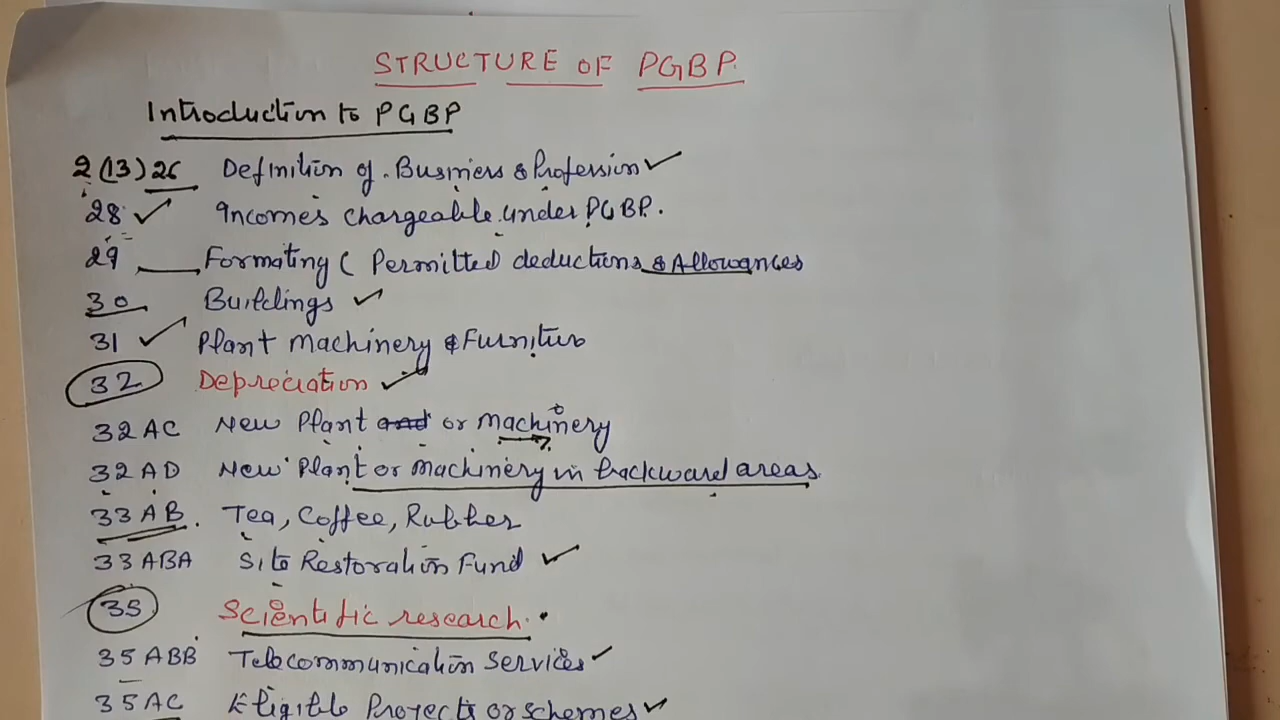 STRUCTURE OF PGBP
Introduction to PGBP
2(13) 26 Definition of Business & Profession
28 Incomes chargeable under PGBP.
29 Formating ( Permitted deductions & Allowances
30 Buildings
31 Plant Machinery & Furniture
32 Depreciation
32AC New Plant and or Machinery
32AD New Plant or Machinery in backward areas
33AB. Tea, Coffee, Rubber
33ABA Site Restoration Fund
35 Scientific research.
35ABB Telecommunication Services
35AC Eligible Projects or schemes